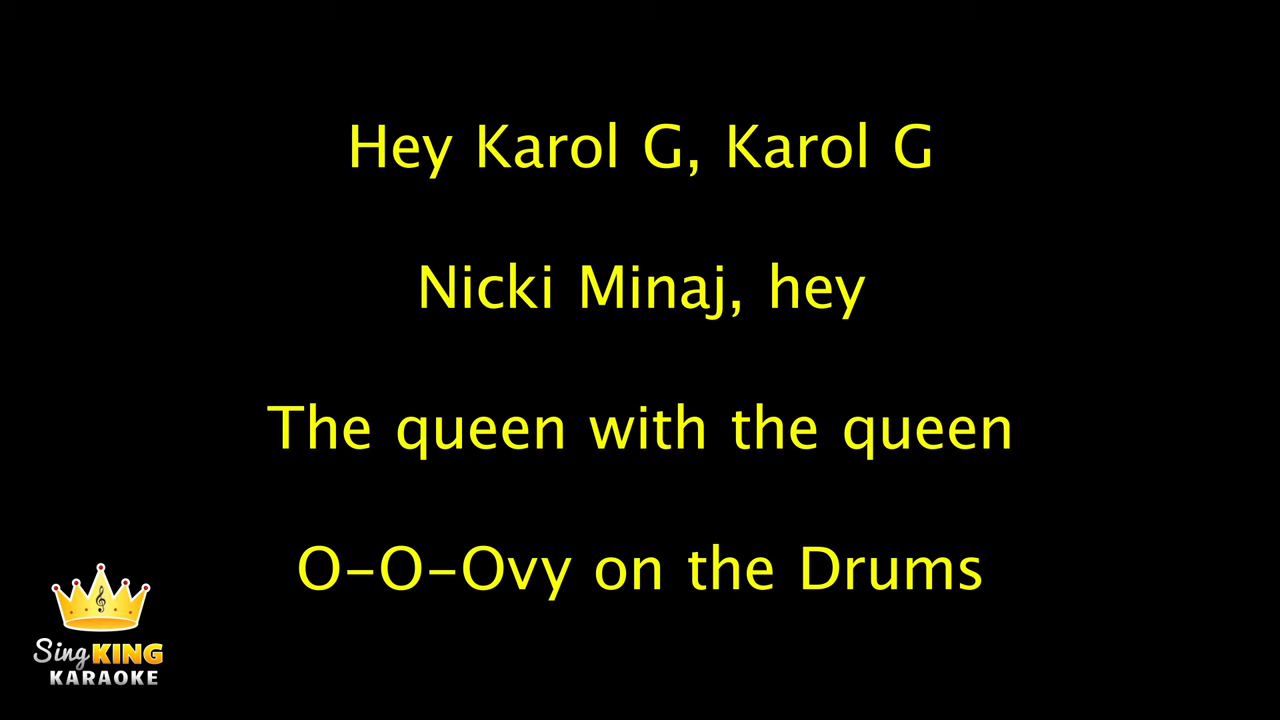 Hey Karol G, Karol G
Nicki Minaj, hey
The queen with the queen
O-O-Ovy on the Drums
Sing KING
KARAOKE